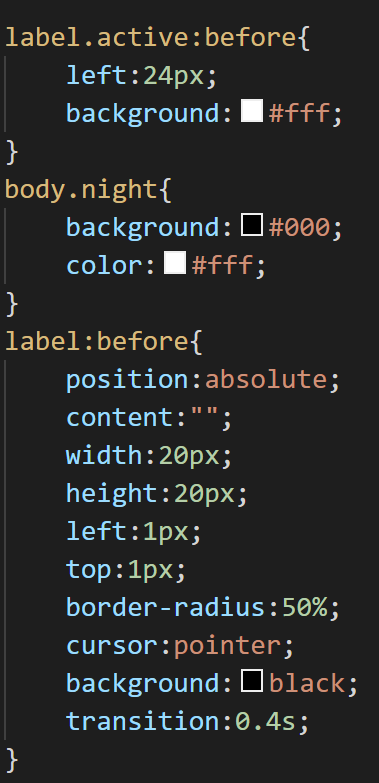 label.active:before{
    left:24px;
    background:#fff;
}
body.night{
    background:#000;
    color:#fff;
}
label:before{
    position:absolute;
    content:"";
    width:20px;
    height:20px;
    left:1px;
    top:1px;
    border-radius:50%;
    cursor:pointer;
    background:black;
    transition:0.4s;
}